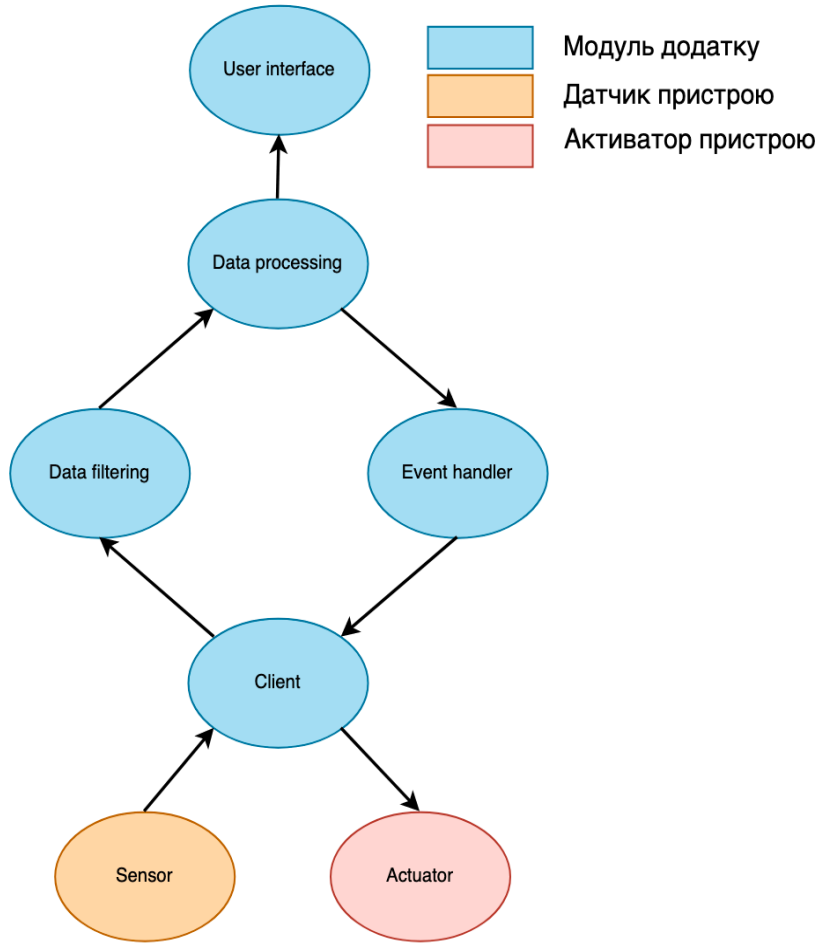 User interface
Модуль додатку
Датчик пристрою
Активатор пристрою
Data processing
Data filtering
Event handler
Client
Sensor
Actuator